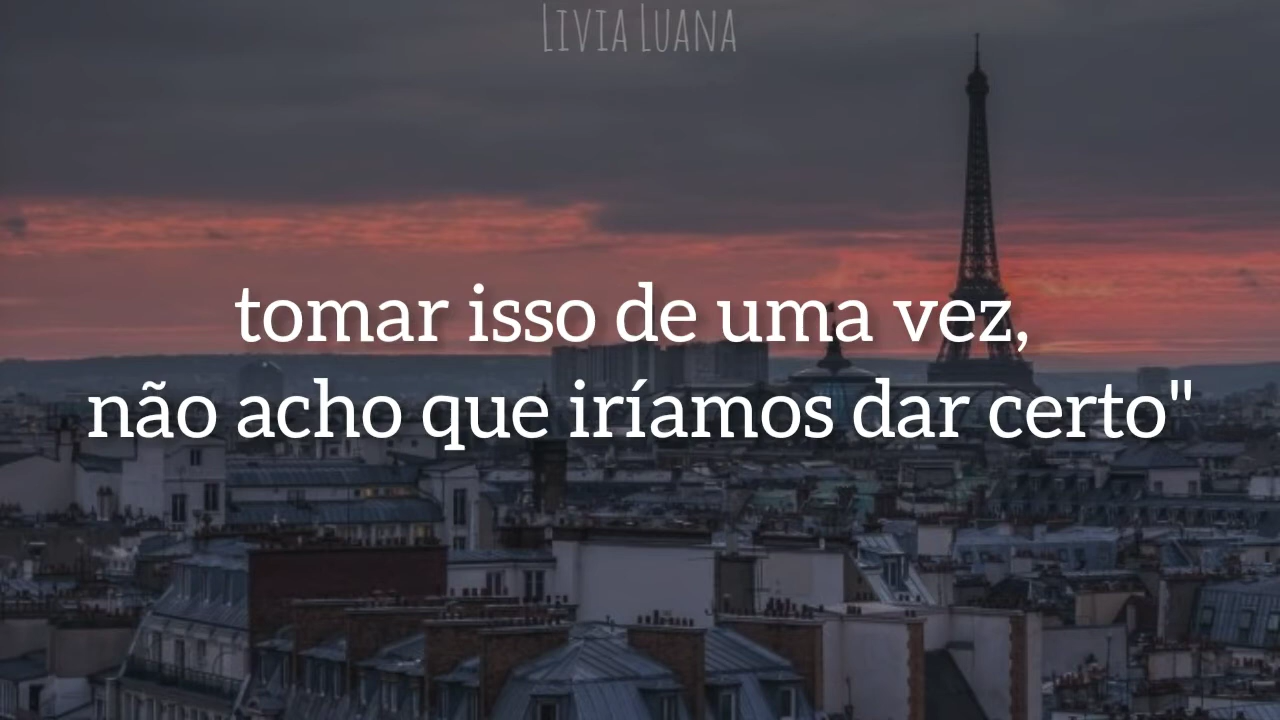 LIVIA LUANA
tomar isso de uma vez,
não acho que iríamos dar certo"